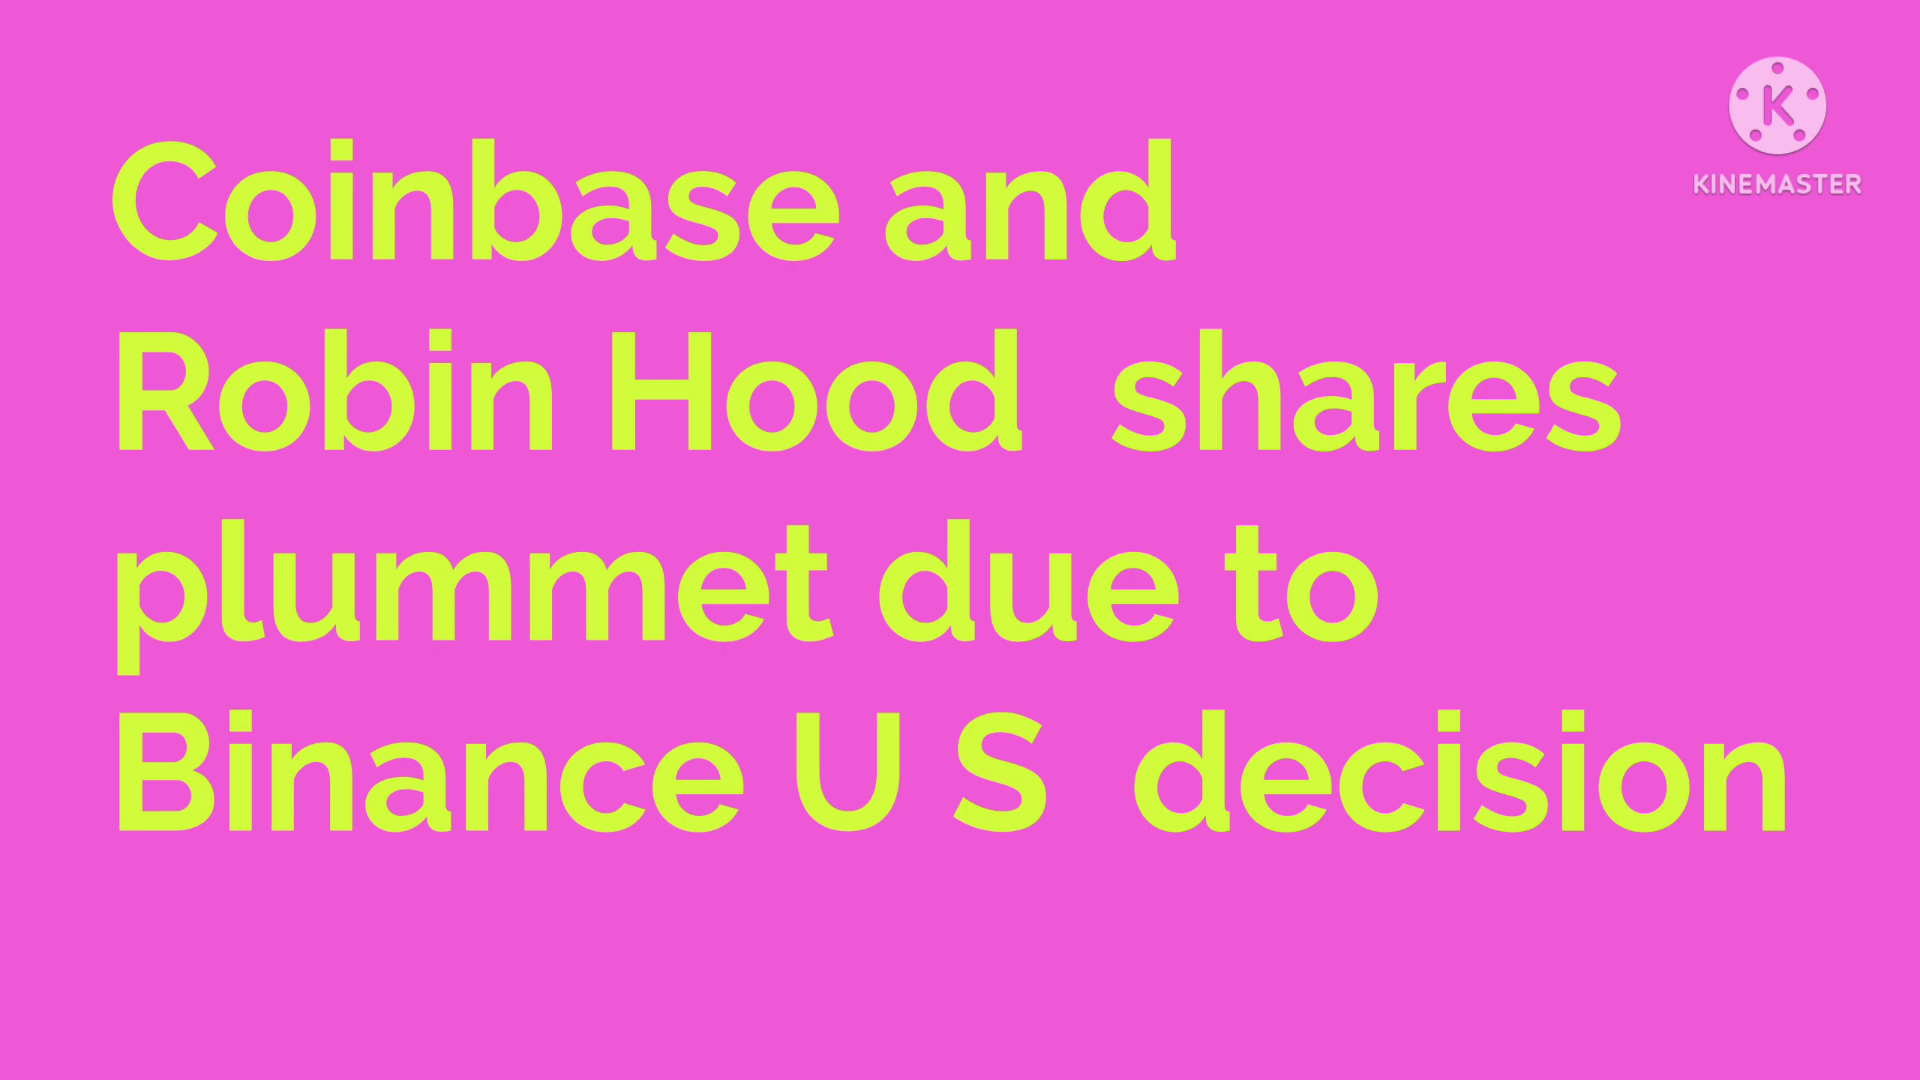 Coinbase and
Robin Hood  shares
plummet due to
Binance U S  decision
K
KINEMASTER